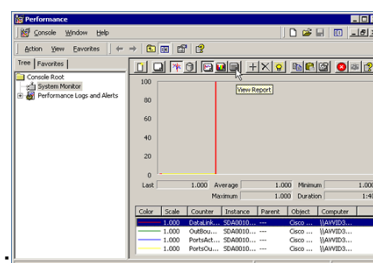 Performance
Console Window Help
Action View Favorites
Tree Favorites
Console Root
System Monitor
Performance Logs and Alerts
View Report
100
80
60
40
20
0
Last 1.000 Average 1.000 Minimum 1.000
Maximum 1.000 Duration 1:40
Color Scale Counter Instance Parent Object Computer
1.000 DataLink... SDA0010... --- Cisco ... \\AVVID3...
1.000 OutBou... SDA0010... --- Cisco ... \\AVVID3...
1.000 PortsAct... SDA0010... --- Cisco ... \\AVVID3...
1.000 PortsOu... SDA0010... --- Cisco ... \\AVVID3...